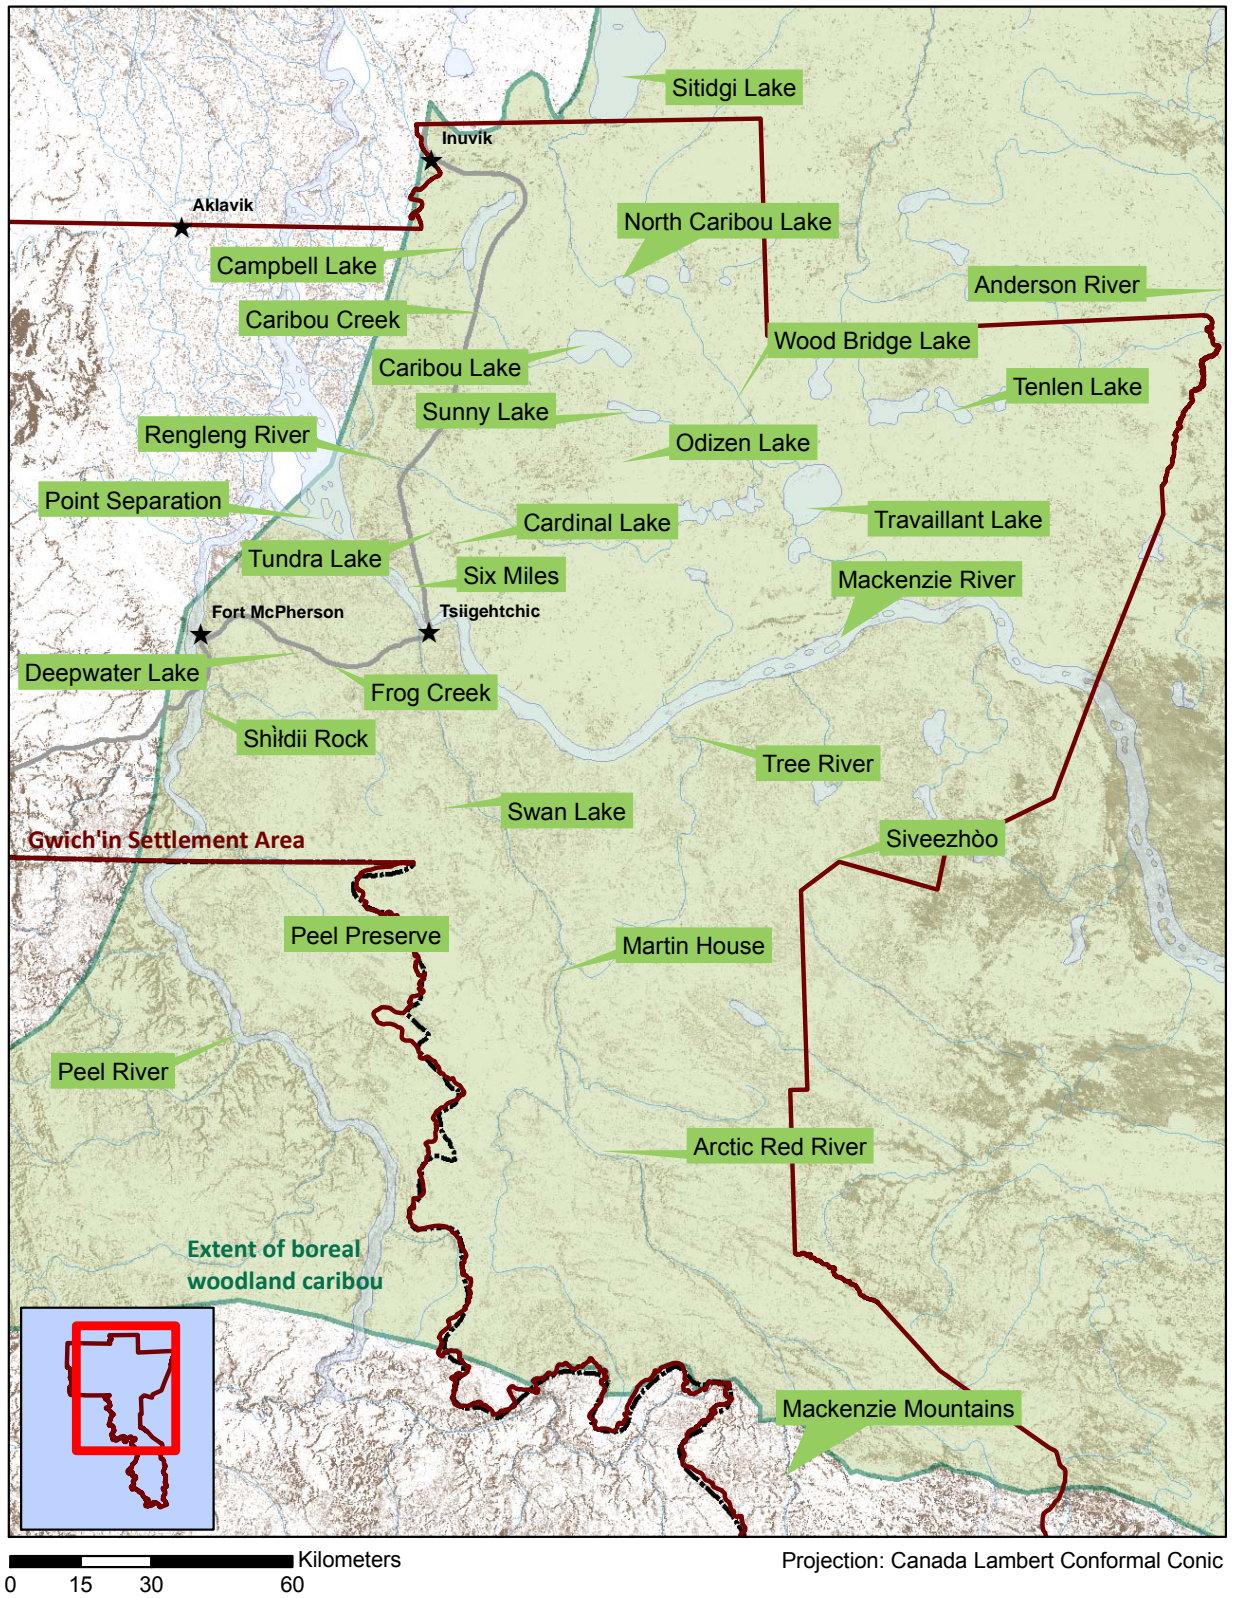 Sitidgi Lake
Inuvik
Aklavik
North Caribou Lake
Campbell Lake
Anderson River
Caribou Creek
Wood Bridge Lake
Caribou Lake
Tenlen Lake
Sunny Lake
Rengleng River
Odizen Lake
Point Separation
Cardinal Lake
Travaillant Lake
Tundra Lake
Six Miles
Mackenzie River
Fort McPherson
Tsiigehtchic
Deepwater Lake
Frog Creek
Shı̀łdii Rock
Tree River
Swan Lake
Gwich'in Settlement Area
Siveezhòo
Peel Preserve
Martin House
Peel River
Arctic Red River
Extent of boreal
woodland caribou
Mackenzie Mountains
Kilometers
0 15 30 60
Projection: Canada Lambert Conformal Conic